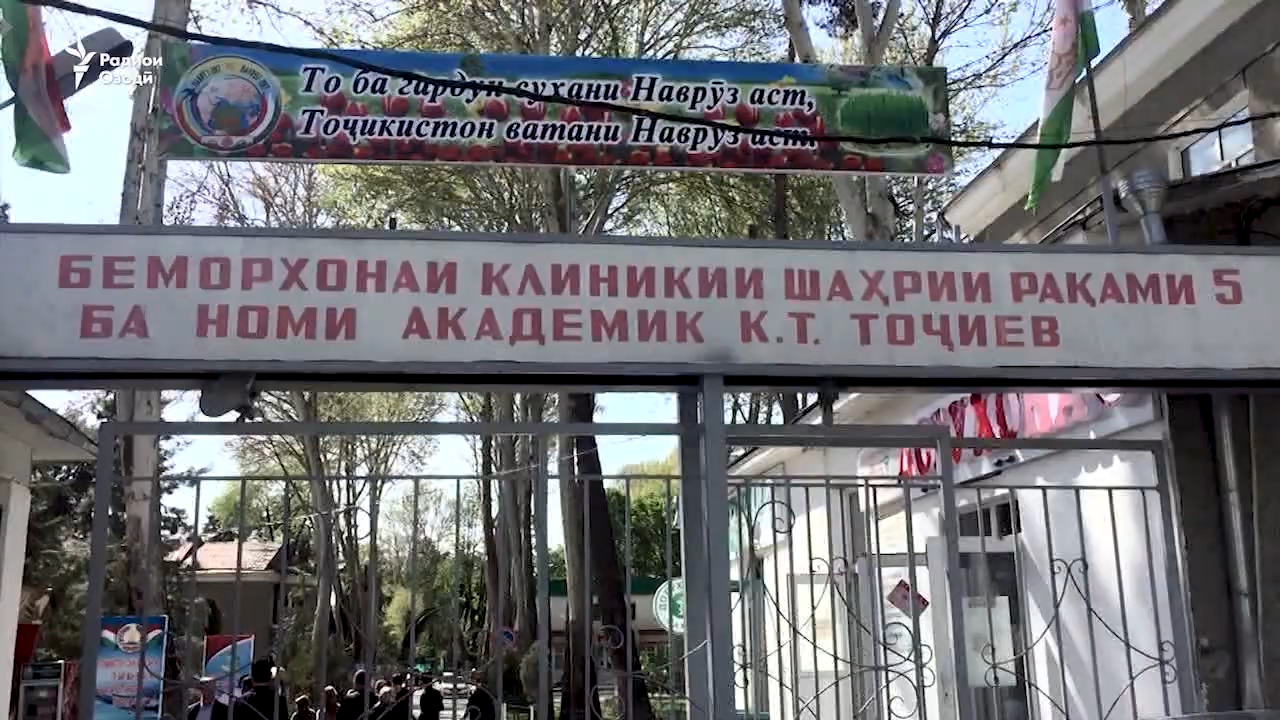 Радиои
Озодӣ
То ба гардун сухани Наврӯз аст,
Тоҷикистон ватани Наврӯз аст.
БЕМОРХОНАИ КЛИНИКИИ ШАҲРИИ РАҚАМИ 5
БА НОМИ АКАДЕМИК К.Т. ТОҶИЕВ